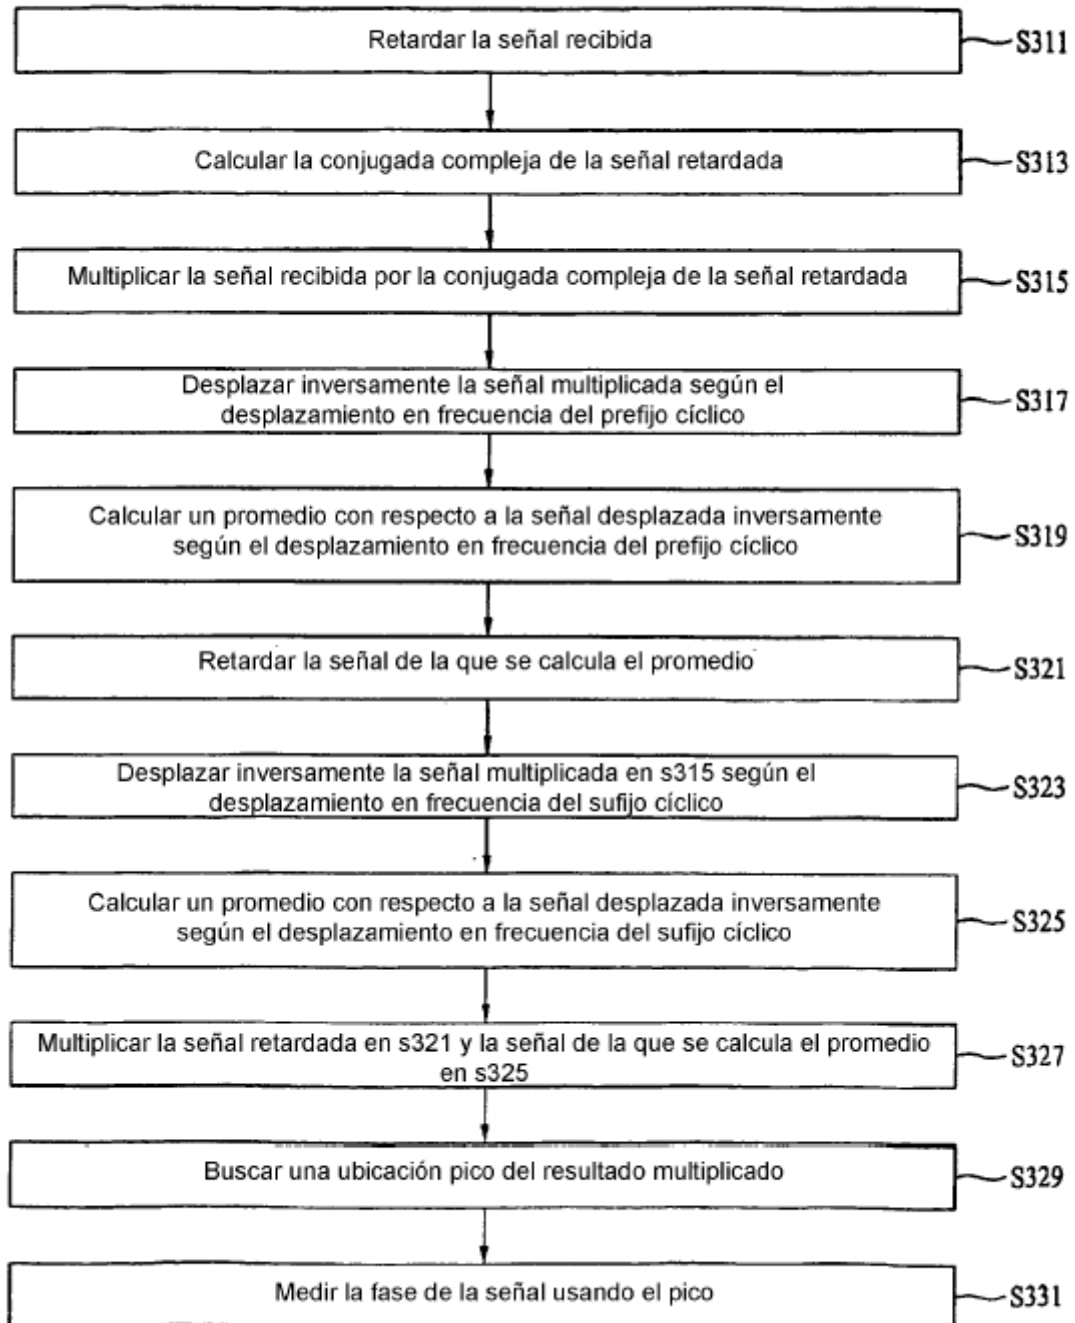 Retardar la señal recibida
S311
Calcular la conjugada compleja de la señal retardada
S313
Multiplicar la señal recibida por la conjugada compleja de la señal retardada
S315
Desplazar inversamente la señal multiplicada según el
desplazamiento en frecuencia del prefijo cíclico
S317
Calcular un promedio con respecto a la señal desplazada inversamente
según el desplazamiento en frecuencia del prefijo cíclico
S319
Retardar la señal de la que se calcula el promedio
S321
Desplazar inversamente la señal multiplicada en s315 según el
desplazamiento en frecuencia del sufijo cíclico
S323
Calcular un promedio con respecto a la señal desplazada inversamente
según el desplazamiento en frecuencia del sufijo cíclico
S325
Multiplicar la señal retardada en s321 y la señal de la que se calcula el promedio
en s325
S327
Buscar una ubicación pico del resultado multiplicado
S329
Medir la fase de la señal usando el pico
S331